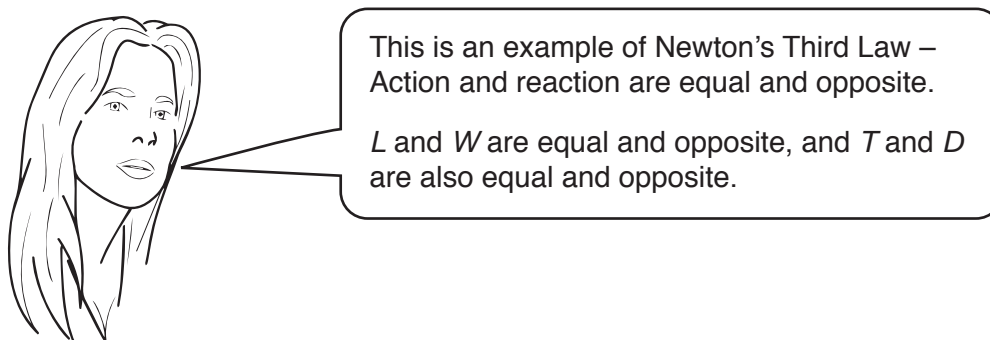 This is an example of Newton’s Third Law –
Action and reaction are equal and opposite.
L and W are equal and opposite, and T and D
are also equal and opposite.